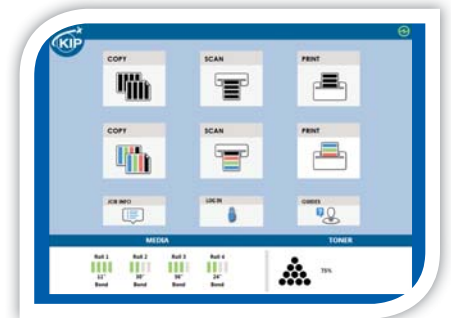 KIP
COPY SCAN PRINT
COPY SCAN PRINT
JOB INFO LOG IN GUIDES
MEDIA TONER
Roll 1 Roll 2 Roll 3 Roll 4
75%
Bond Bond Bond Bond